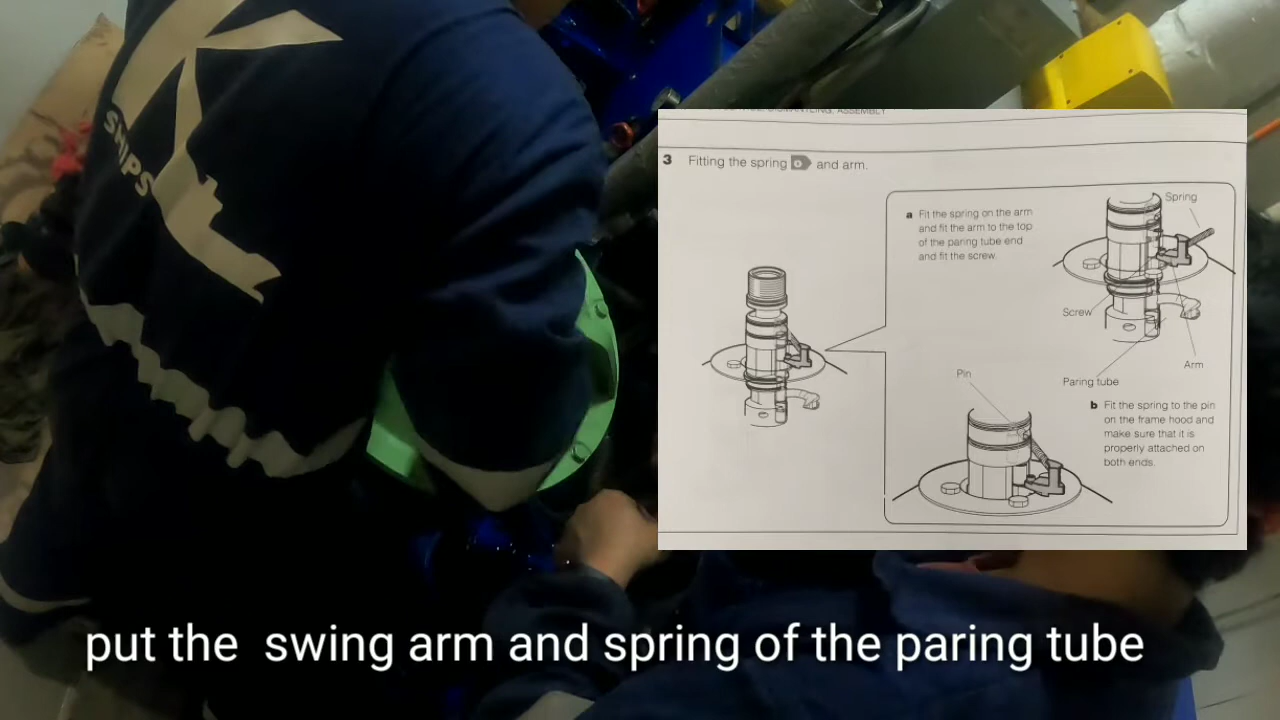 SHIPS
DISMANTLING, ASSEMBLY
3 Fitting the spring o and arm.
a Fit the spring on the arm
and fit the arm to the top
of the paring tube end
and fit the screw.
Spring
Screw
Arm
Paring tube
Pin
b Fit the spring to the pin
on the frame hood and
make sure that it is
properly attached on
both ends.
put the swing arm and spring of the paring tube